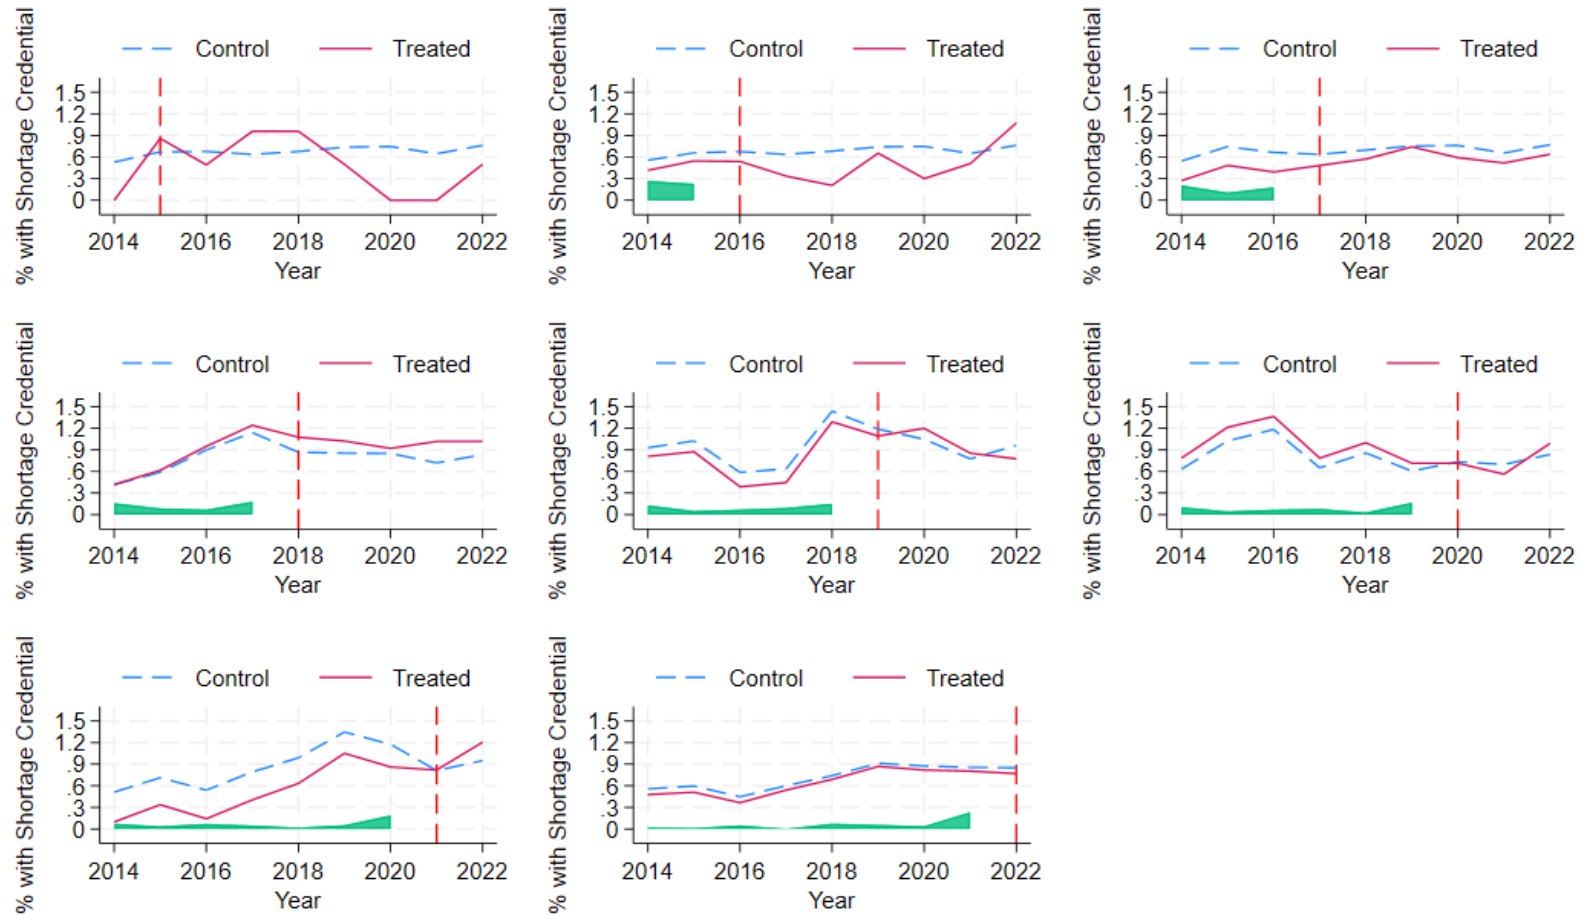 % with Shortage Credential
Control Treated
1.5
1.2
.9
.6
.3
0
2014 2016 2018 2020 2022
Year
% with Shortage Credential
Control Treated
1.5
1.2
.9
.6
.3
0
2014 2016 2018 2020 2022
Year
% with Shortage Credential
Control Treated
1.5
1.2
.9
.6
.3
0
2014 2016 2018 2020 2022
Year
% with Shortage Credential
Control Treated
1.5
1.2
.9
.6
.3
0
2014 2016 2018 2020 2022
Year
% with Shortage Credential
Control Treated
1.5
1.2
.9
.6
.3
0
2014 2016 2018 2020 2022
Year
% with Shortage Credential
Control Treated
1.5
1.2
.9
.6
.3
0
2014 2016 2018 2020 2022
Year
% with Shortage Credential
Control Treated
1.5
1.2
.9
.6
.3
0
2014 2016 2018 2020 2022
Year
% with Shortage Credential
Control Treated
1.5
1.2
.9
.6
.3
0
2014 2016 2018 2020 2022
Year